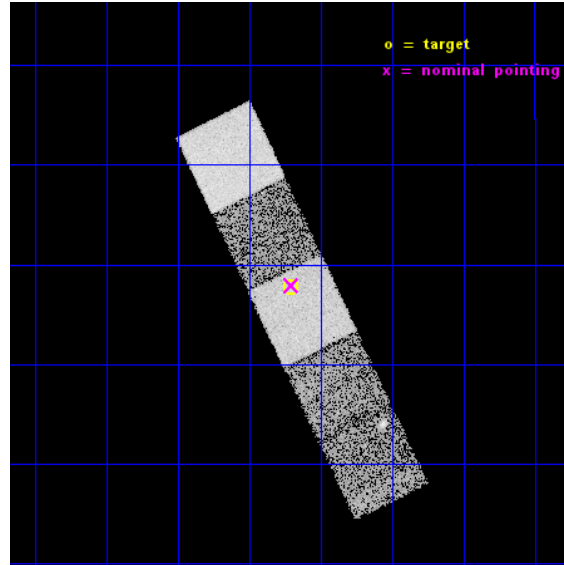 o = target
x = nominal pointing